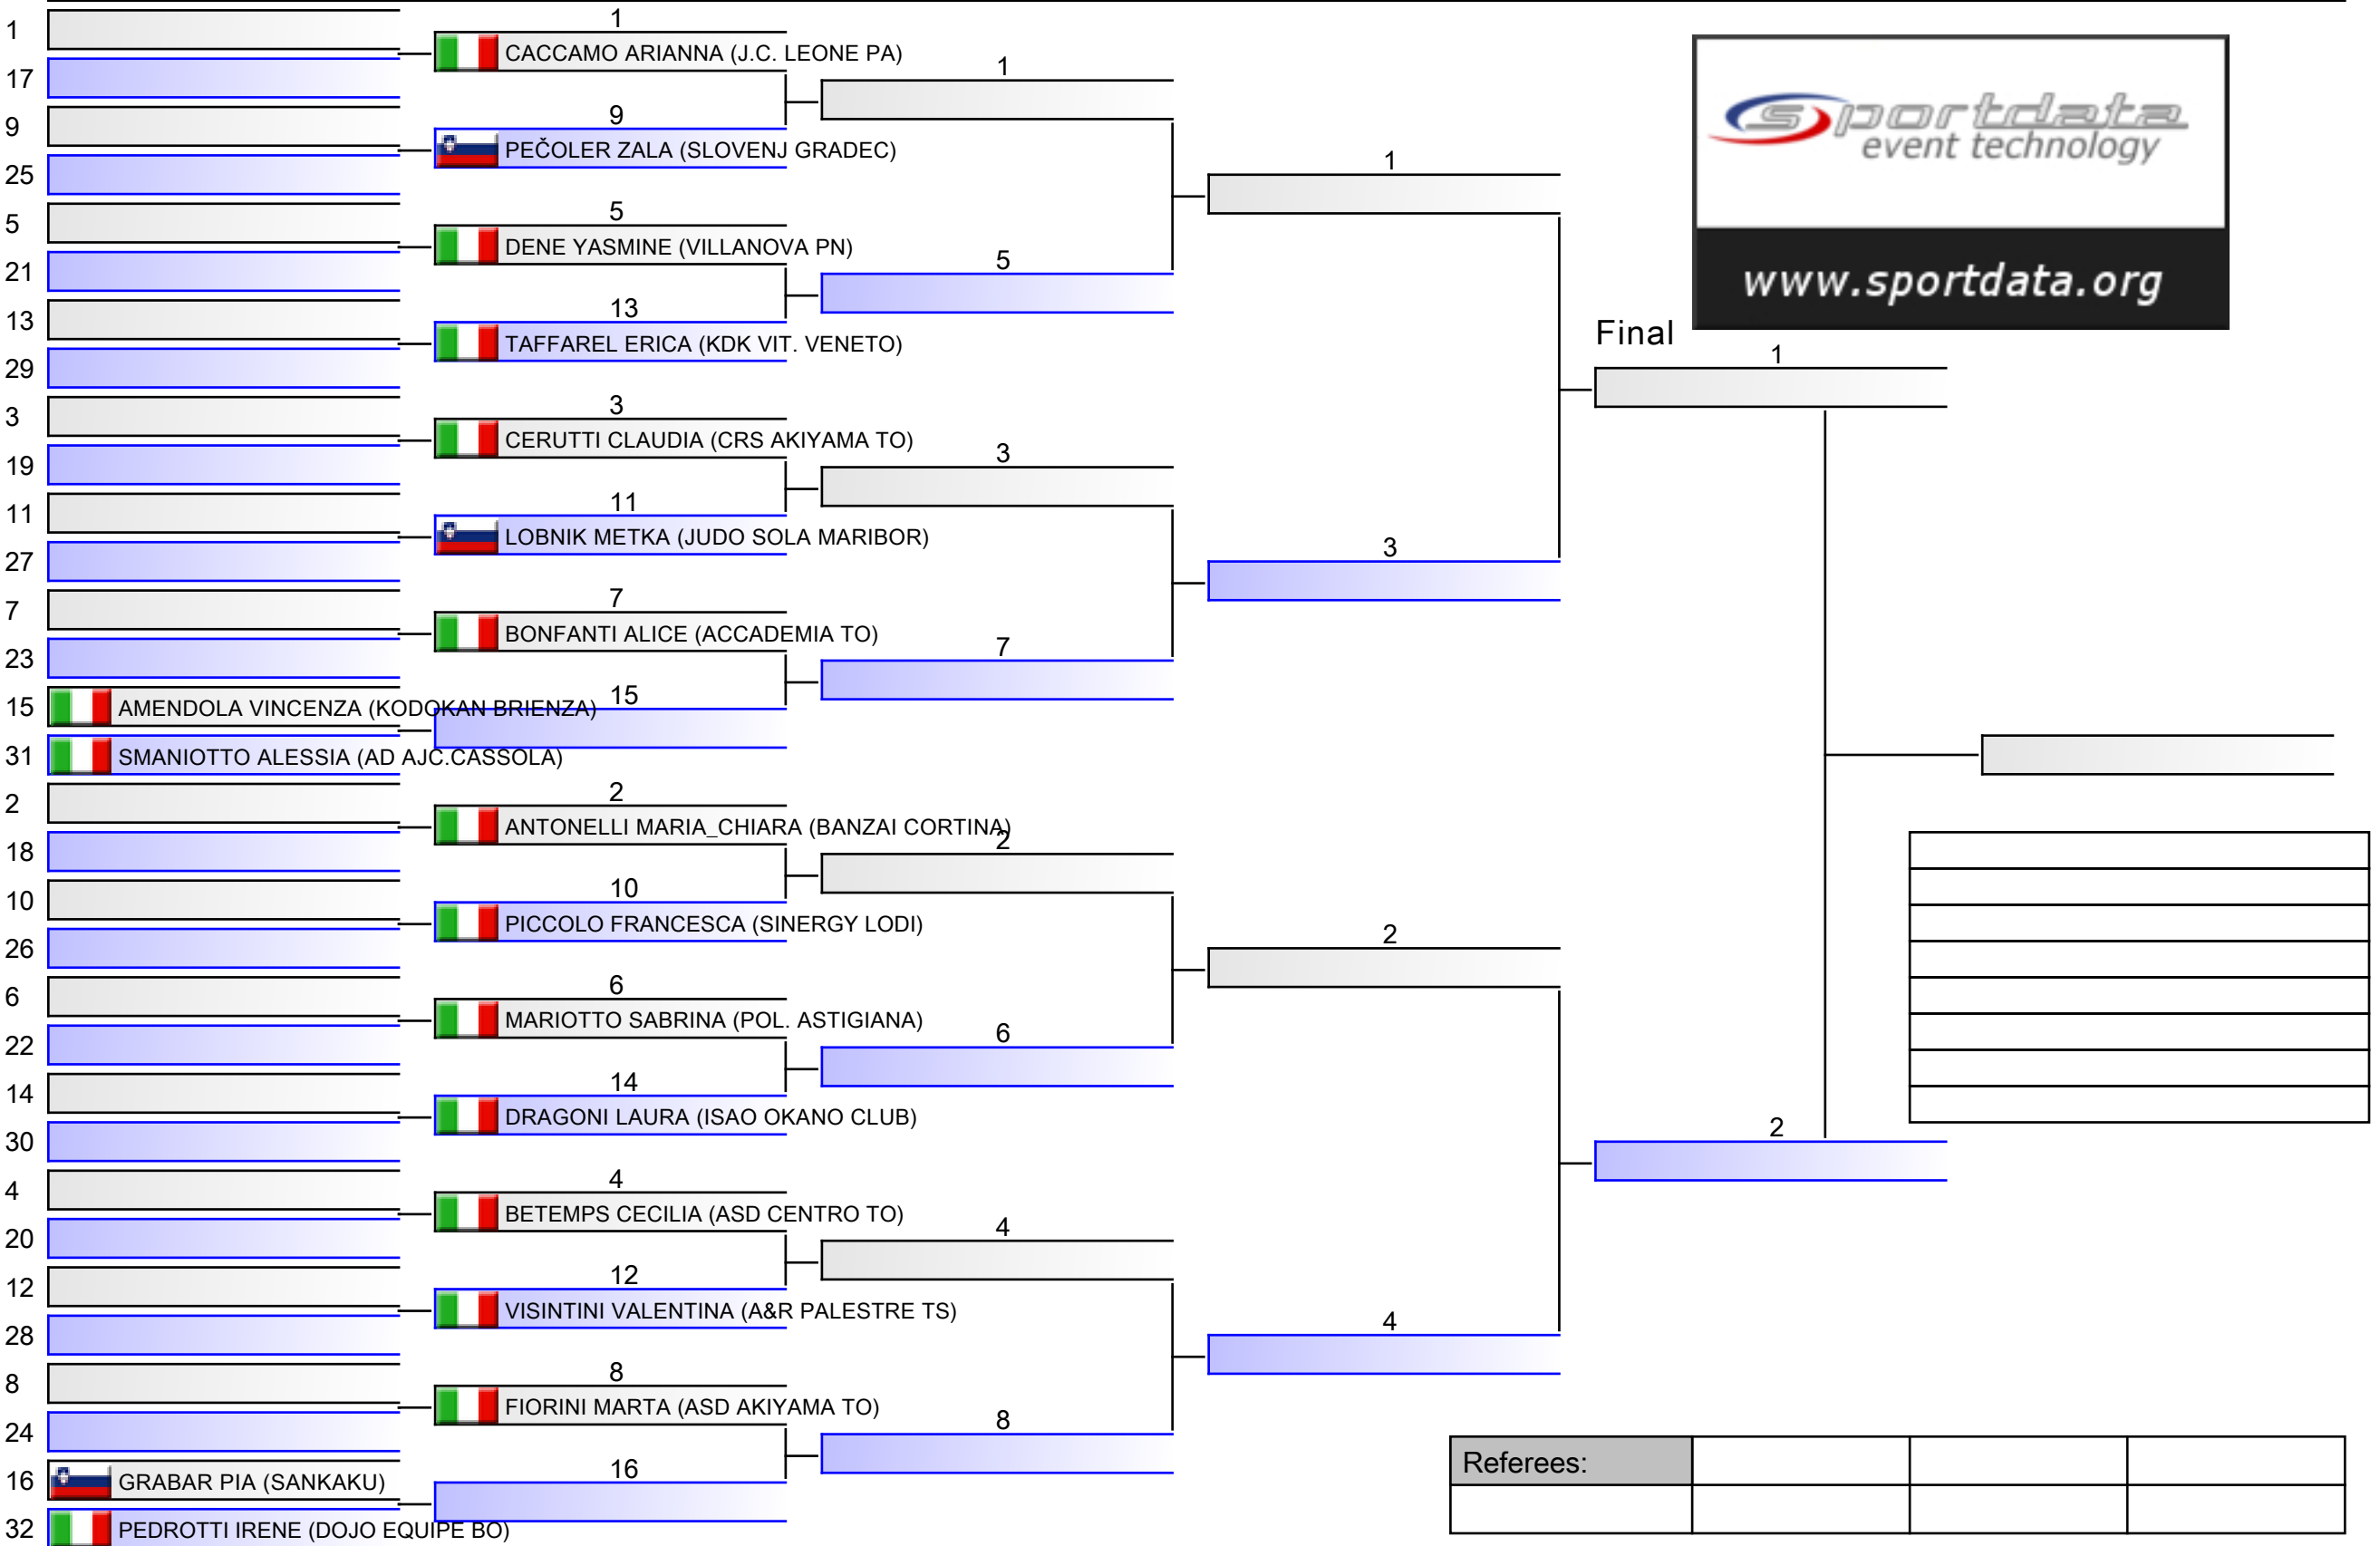 1
17
9
25
5
21
13
29
3
19
11
27
7
23
15 AMENDOLA VINCENZA (KODOKAN BRIENZA)
31 SMANIOTTO ALESSIA (AD AJC.CASSOLA)
2
18
10
26
6
22
14
30
4
20
12
28
8
24
16 GRABAR PIA (SANKAKU)
32 PEDROTTI IRENE (DOJO EQUIPE BO)
1
CACCAMO ARIANNA (J.C. LEONE PA)
9
PEČOLER ZALA (SLOVENJ GRADEC)
5
DENE YASMINE (VILLANOVA PN)
13
TAFFAREL ERICA (KDK VIT. VENETO)
3
CERUTTI CLAUDIA (CRS AKIYAMA TO)
11
LOBNIK METKA (JUDO SOLA MARIBOR)
7
BONFANTI ALICE (ACCADEMIA TO)
15
2
ANTONELLI MARIA_CHIARA (BANZAI CORTINA)
10
PICCOLO FRANCESCA (SINERGY LODI)
6
MARIOTTO SABRINA (POL. ASTIGIANA)
14
DRAGONI LAURA (ISAO OKANO CLUB)
4
BETEMPS CECILIA (ASD CENTRO TO)
12
VISINTINI VALENTINA (A&R PALESTRE TS)
8
FIORINI MARTA (ASD AKIYAMA TO)
16
1
5
3
7
2
6
4
8
1
3
2
4
Final
1
2
sportdata
event technology
www.sportdata.org
Referees: